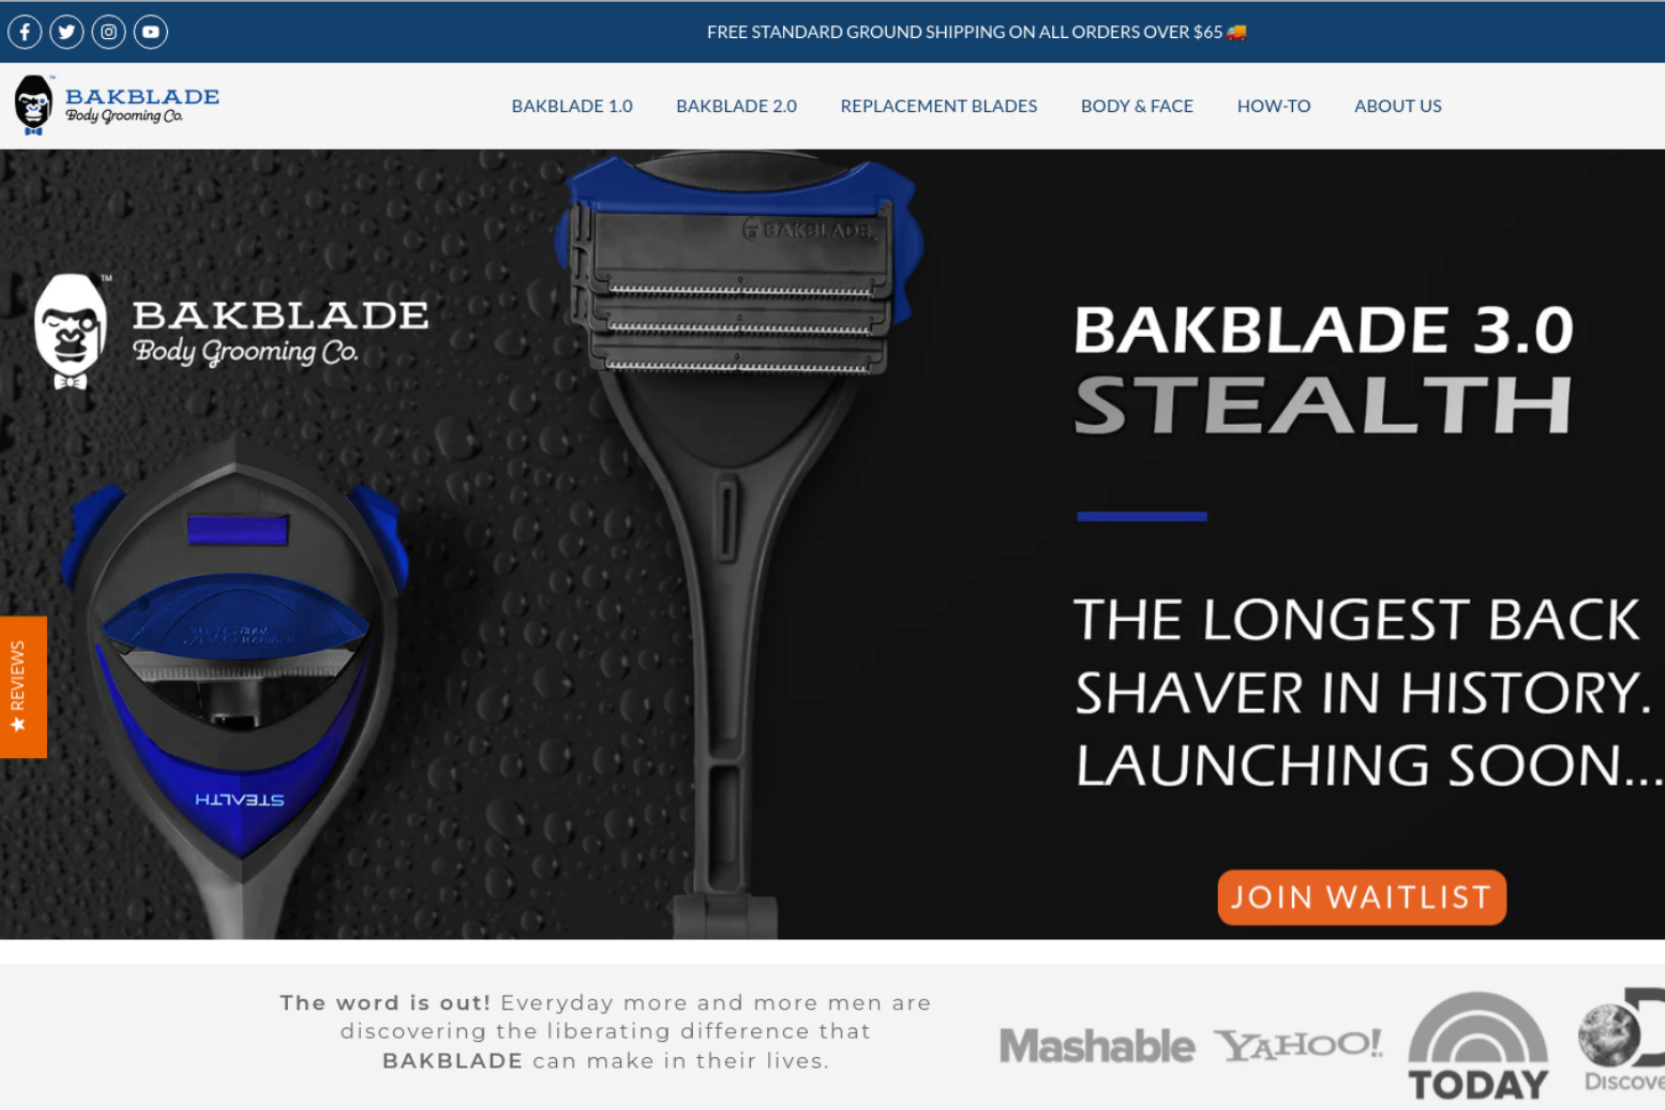 FREE STANDARD GROUND SHIPPING ON ALL ORDERS OVER $65
BAKBLADE
Body Grooming Co.
BAKBLADE 1.0
BAKBLADE 2.0
REPLACEMENT BLADES
BODY & FACE
HOW-TO
ABOUT US
BAKBLADE
TM
BAKBLADE
Body Grooming Co.
BAKBLADE 3.0
STEALTH
THE LONGEST BACK
SHAVER IN HISTORY.
LAUNCHING SOON...
STEALTH
★ REVIEWS
JOIN WAITLIST
The word is out! Everyday more and more men are
discovering the liberating difference that
BAKBLADE can make in their lives.
Mashable
YAHOO!
TODAY
Discove